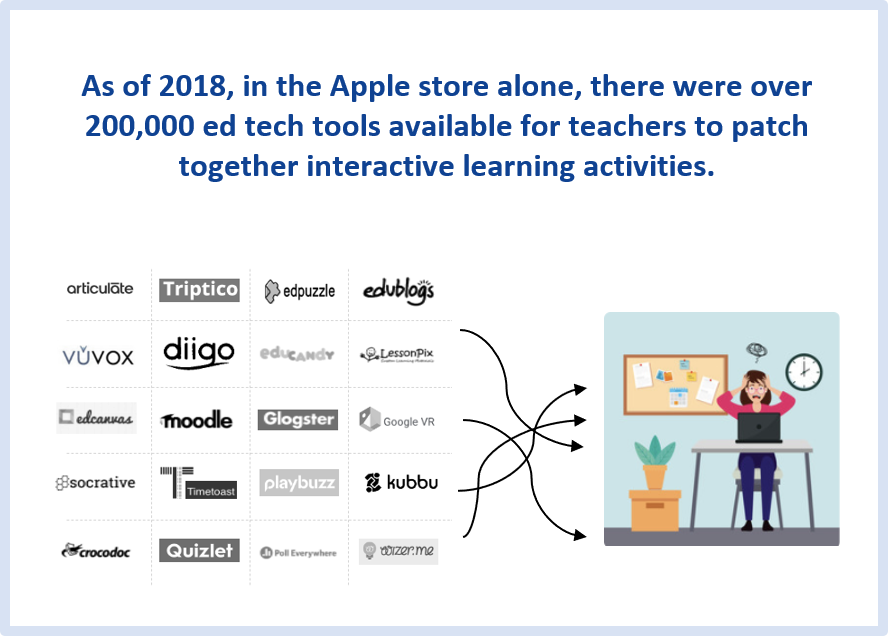 As of 2018, in the Apple store alone, there were over
200,000 ed tech tools available for teachers to patch
together interactive learning activities.
articulate Triptico edpuzzle edublogs
vuvox diigo educandy LessonPix
edcanvas moodle Glogster Google VR
socrative Timetoast playbuzz kubbu
crocodoc Quizlet Poll Everywhere wizer.me